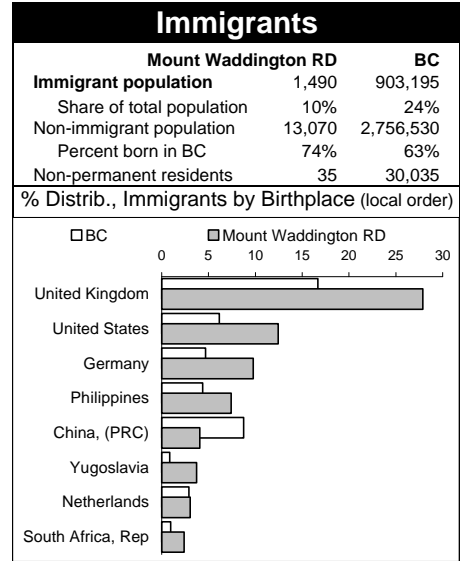 Immigrants
Mount Waddington RD BC
Immigrant population 1,490 903,195
Share of total population 10% 24%
Non-immigrant population 13,070 2,756,530
Percent born in BC 74% 63%
Non-permanent residents 35 30,035
% Distrib., Immigrants by Birthplace (local order)
BC Mount Waddington RD
0 5 10 15 20 25 30
United Kingdom
United States
Germany
Philippines
China, (PRC)
Yugoslavia
Netherlands
South Africa, Rep